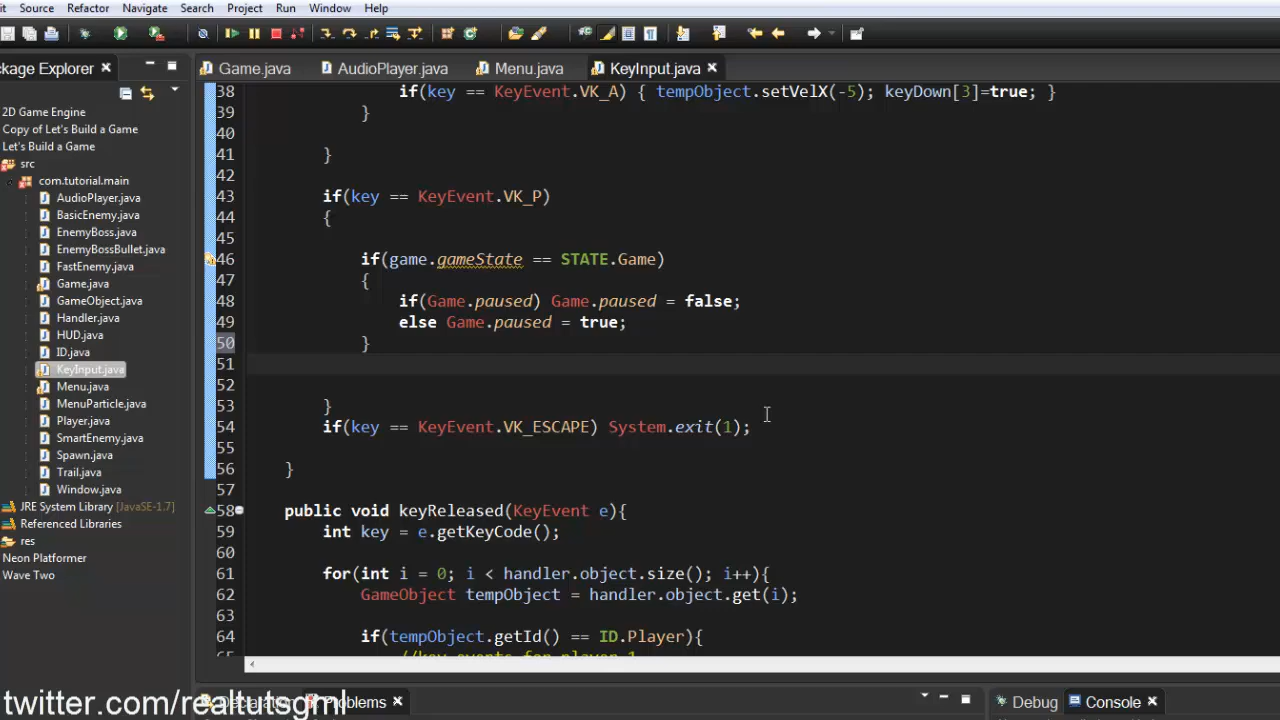 it Source Refactor Navigate Search Project Run Window Help
ckage Explorer
Game.java AudioPlayer.java Menu.java KeyInput.java
2D Game Engine
Copy of Let's Build a Game
Let's Build a Game
src
com.tutorial.main
AudioPlayer.java
BasicEnemy.java
EnemyBoss.java
EnemyBossBullet.java
FastEnemy.java
Game.java
GameObject.java
Handler.java
HUD.java
ID.java
KeyInput.java
Menu.java
MenuParticle.java
Player.java
SmartEnemy.java
Spawn.java
Trail.java
Window.java
JRE System Library [JavaSE-1.7]
Referenced Libraries
res
Neon Platformer
Wave Two
38 if(key == KeyEvent.VK_A) { tempObject.setVelX(-5); keyDown[3]=true; }
39 }
40
41 }
42
43 if(key == KeyEvent.VK_P)
44 {
45
46 if(game.gameState == STATE.Game)
47 {
48 if(Game.paused) Game.paused = false;
49 else Game.paused = true;
50 }
51
52
53 }
54 if(key == KeyEvent.VK_ESCAPE) System.exit(1);
55
56 }
57
58 public void keyReleased(KeyEvent e){
59 int key = e.getKeyCode();
60
61 for(int i = 0; i < handler.object.size(); i++){
62 GameObject tempObject = handler.object.get(i);
63
64 if(tempObject.getId() == ID.Player){
65 //key events for player 1
twitter.com/realtutsgml
Problems
Debug Console